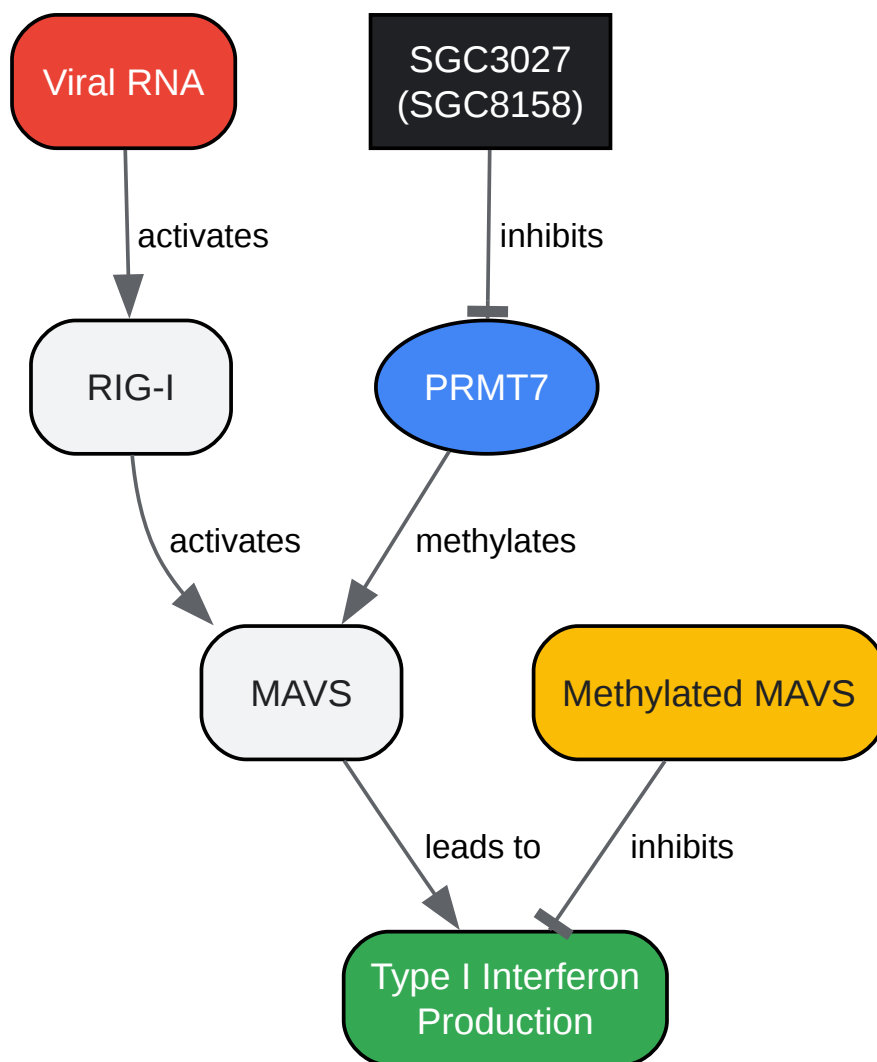 Viral RNA
SGC3027
(SGC8158)
activates
inhibits
RIG-I
PRMT7
activates
methylates
MAVS
Methylated MAVS
leads to
inhibits
Type I Interferon
Production